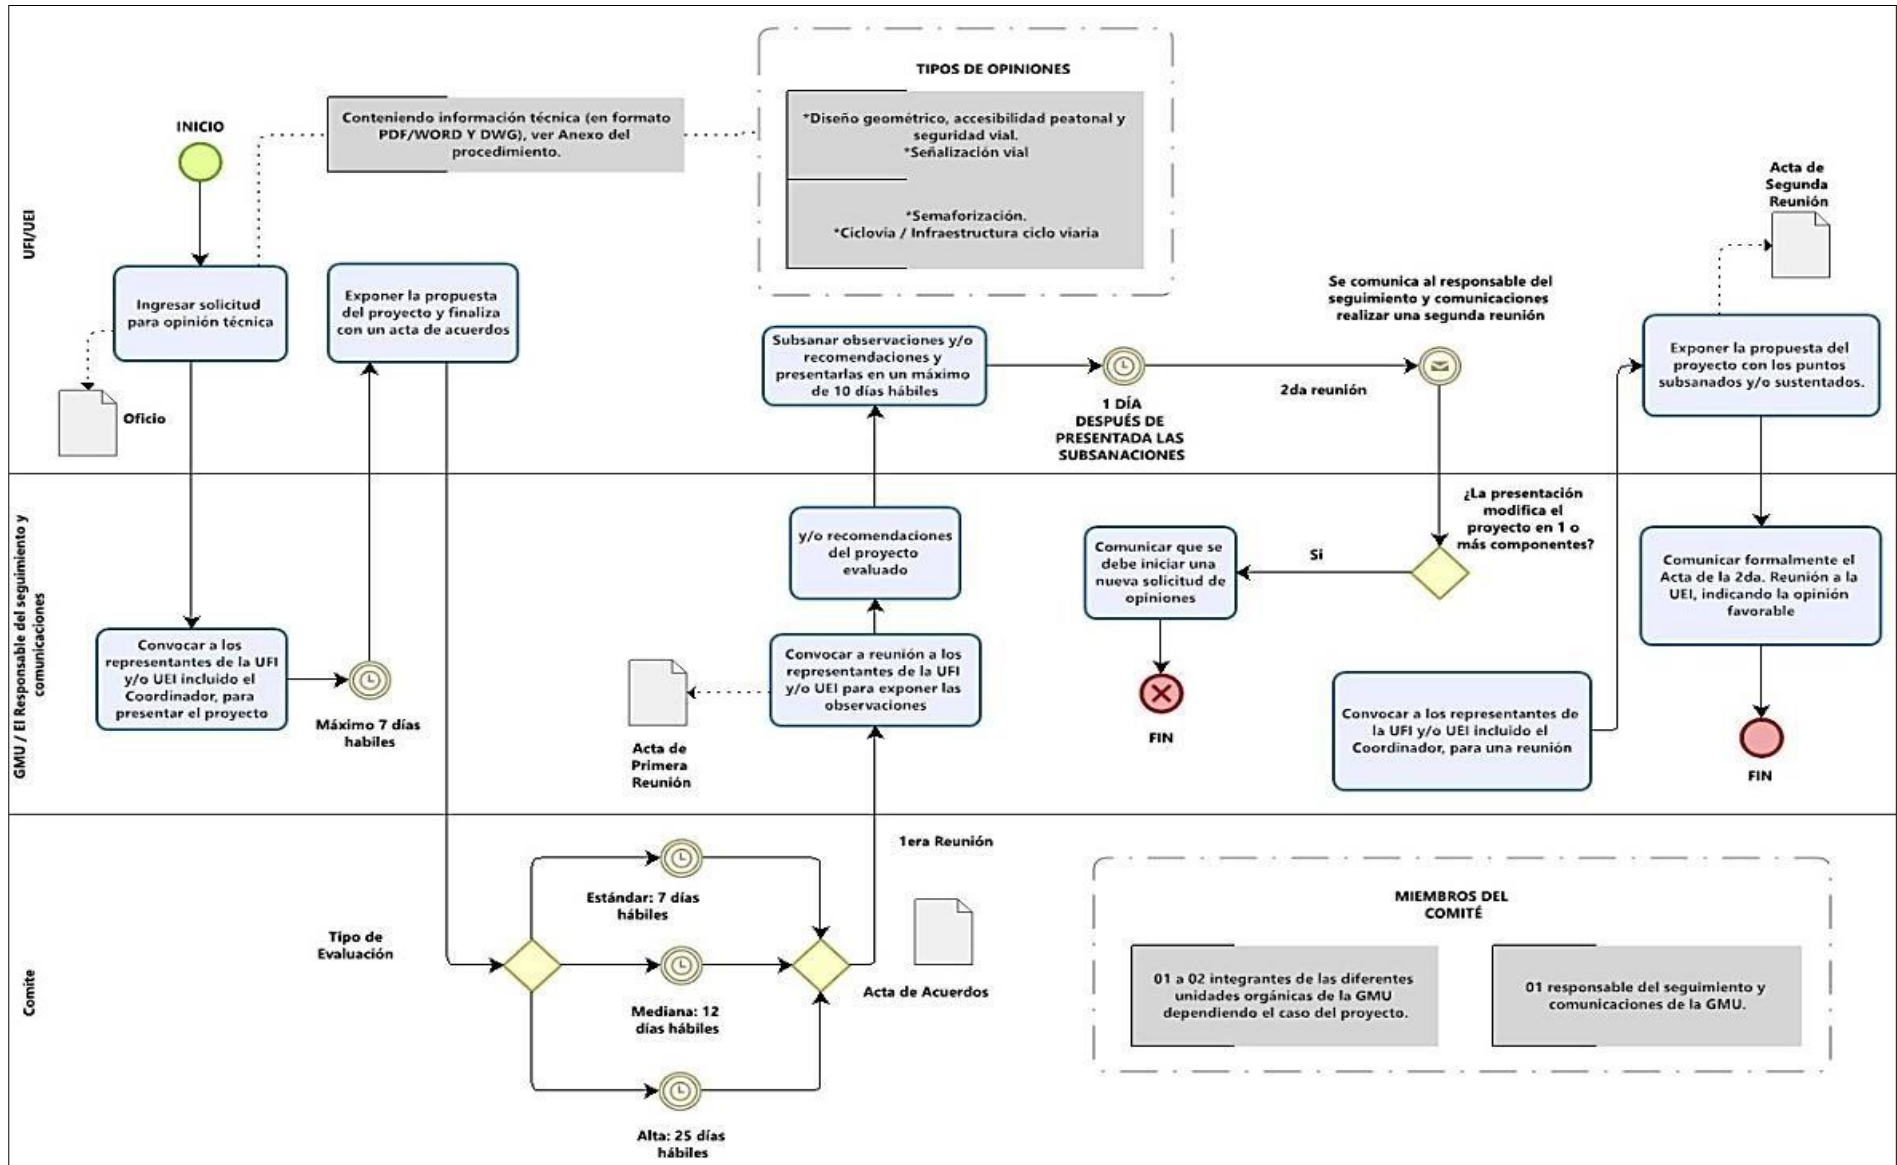 TIPOS DE OPINIONES
INICIO
Conteniendo información técnica (en formato
PDF/WORD Y DWG), ver Anexo del
procedimiento.
*Diseño geométrico, accesibilidad peatonal y
seguridad vial.
*Señalización vial
*Semaforización.
*Ciclovia / Infraestructura ciclo viaria
Acta de
Segunda
Reunión
UFI/UEI
Ingresar solicitud
para opinión técnica
Exponer la propuesta
del proyecto y finaliza
con un acta de acuerdos
Oficio
Subsanar observaciones y/o
recomendaciones y
presentarlas en un máximo
de 10 días hábiles
1 DÍA
DESPUÉS DE
PRESENTADA LAS
SUBSANACIONES
Se comunica al responsable del
seguimiento y comunicaciones
realizar una segunda reunión
2da reunión
Exponer la propuesta del
proyecto con los puntos
subsanados y/o sustentados.
GMU / El Responsable del seguimiento y
comunicaciones
Convocar a los
representantes de la UFI
y/o UEI incluido el
Coordinador, para
presentar el proyecto
Máximo 7 días
habiles
y/o recomendaciones
del proyecto
evaluado
Convocar a reunión a los
representantes de la UFI
y/o UEI para exponer las
observaciones
Acta de
Primera
Reunión
¿La presentación
modifica el
proyecto en 1 o
más componentes?
Si
Comunicar que se
debe iniciar una
nueva solicitud de
opiniones
FIN
Convocar a los representantes de
la UFI y/o UEI incluido el
Coordinador, para una reunión
Comunicar formalmente el
Acta de la 2da. Reunión a la
UEI, indicando la opinión
favorable
FIN
Comíte
Tipo de
Evaluación
Estándar: 7 días
hábiles
Mediana: 12
días hábiles
Alta: 25 días
hábiles
1era Reunión
Acta de Acuerdos
MIEMBROS DEL
COMITÉ
01 a 02 integrantes de las diferentes
unidades orgánicas de la GMU
dependiendo el caso del proyecto.
01 responsable del seguimiento y
comunicaciones de la GMU.